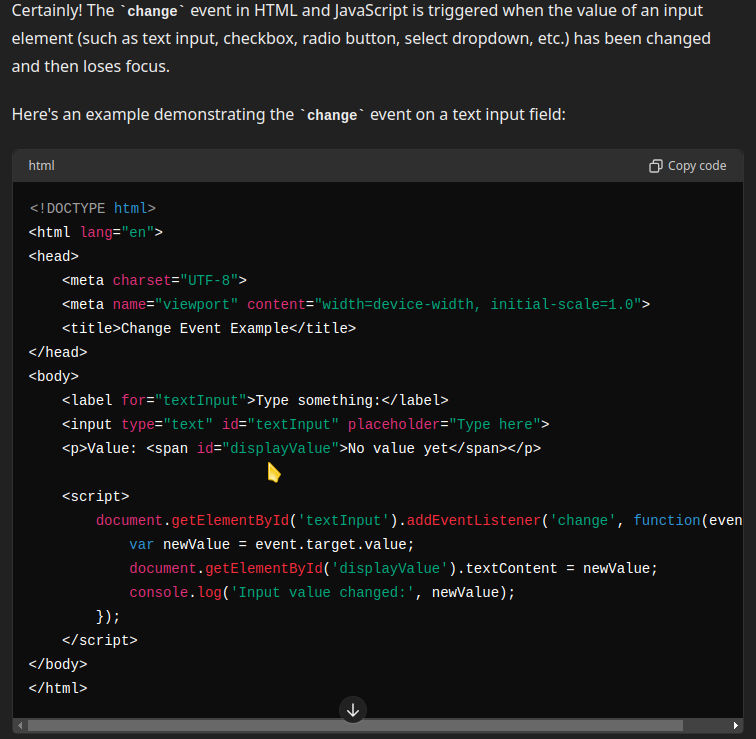 Certainly! The `change` event in HTML and JavaScript is triggered when the value of an input
element (such as text input, checkbox, radio button, select dropdown, etc.) has been changed
and then loses focus.
Here's an example demonstrating the `change` event on a text input field:
html Copy code
<!DOCTYPE html>
<html lang="en">
<head>
    <meta charset="UTF-8">
    <meta name="viewport" content="width=device-width, initial-scale=1.0">
    <title>Change Event Example</title>
</head>
<body>
    <label for="textInput">Type something:</label>
    <input type="text" id="textInput" placeholder="Type here">
    <p>Value: <span id="displayValue">No value yet</span></p>
    <script>
        document.getElementById('textInput').addEventListener('change', function(even
            var newValue = event.target.value;
            document.getElementById('displayValue').textContent = newValue;
            console.log('Input value changed:', newValue);
        });
    </script>
</body>
</html>